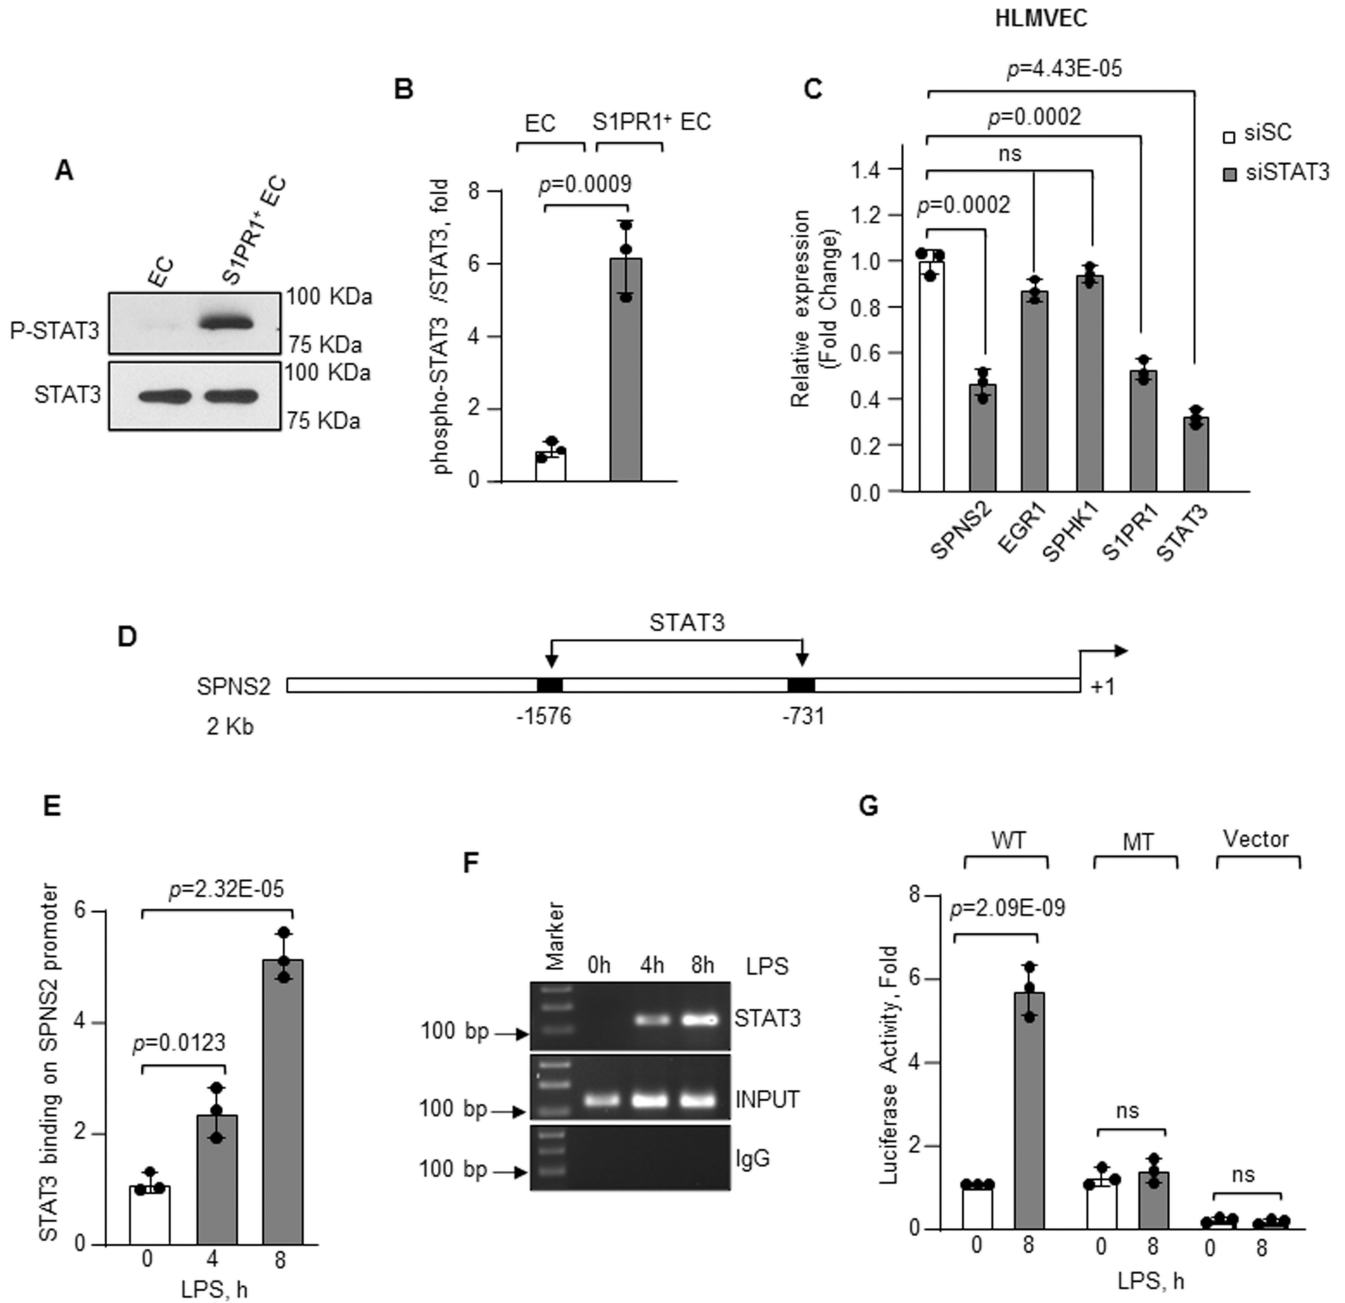 HLMVEC
A
EC
S1PR1+ EC
100 KDa
P-STAT3
75 KDa
100 KDa
STAT3
75 KDa
B
EC
S1PR1+ EC
p=0.0009
phospho-STAT3 /STAT3, fold
8
6
4
2
0
C
p=4.43E-05
p=0.0002
ns
p=0.0002
siSC
siSTAT3
Relative expression
(Fold Change)
1.4
1.2
1.0
0.8
0.6
0.4
0.2
0.0
SPNS2
EGR1
SPHK1
S1PR1
STAT3
D
STAT3
SPNS2
+1
2 Kb
-1576
-731
E
p=2.32E-05
p=0.0123
STAT3 binding on SPNS2 promoter
6
4
2
0
0
4
8
LPS, h
F
Marker
0h
4h
8h
LPS
STAT3
100 bp
INPUT
100 bp
IgG
100 bp
G
WT
MT
Vector
p=2.09E-09
ns
ns
Luciferase Activity, Fold
8
6
4
2
0
0
8
0
8
0
8
LPS, h